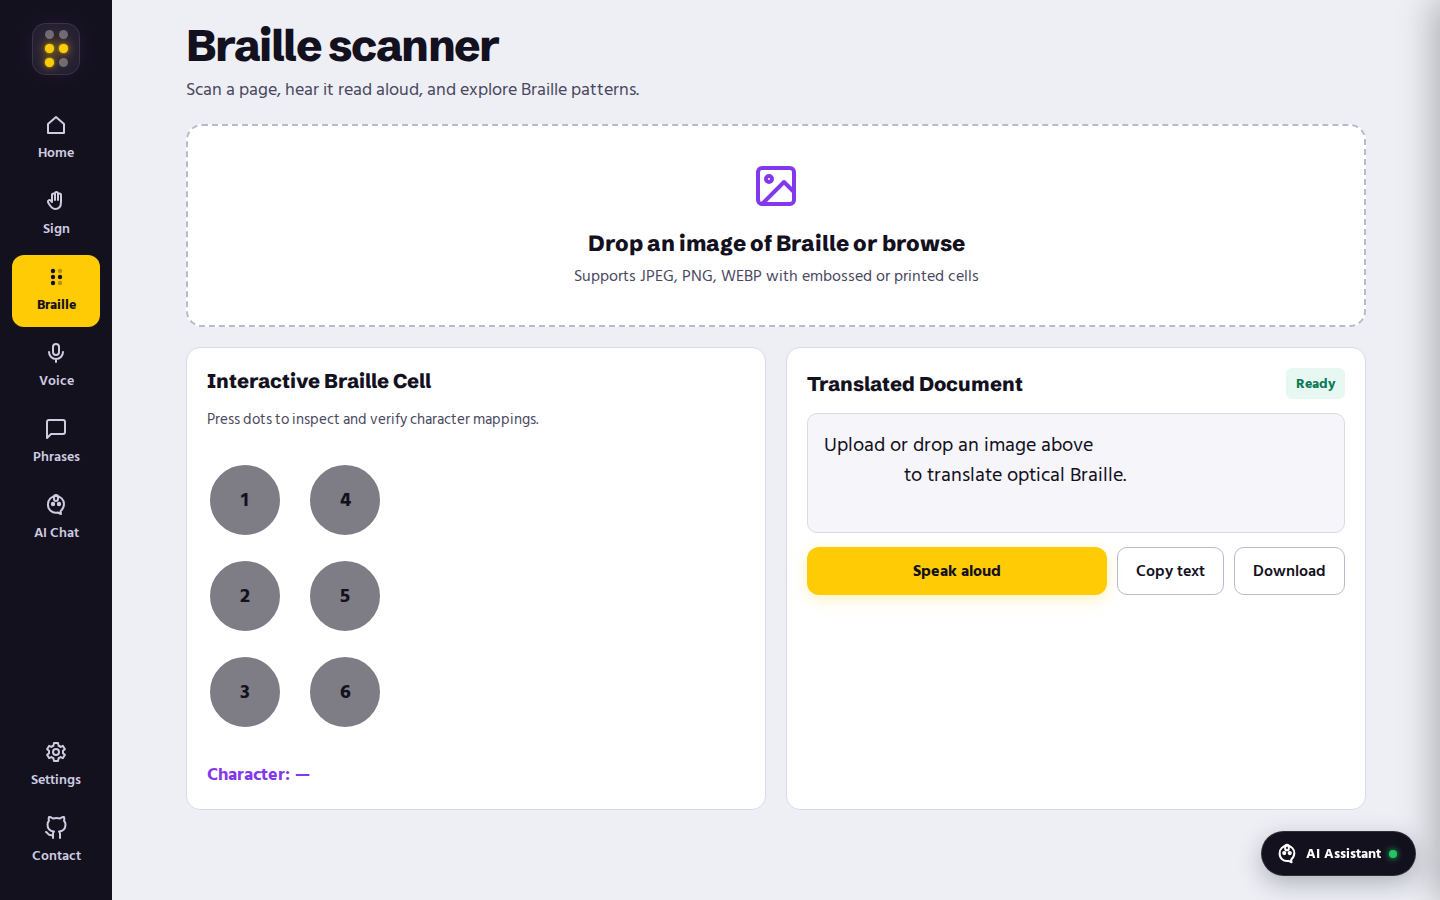 Home
Sign
Braille
Voice
Phrases
AI Chat
Settings
Contact
Braille scanner
Scan a page, hear it read aloud, and explore Braille patterns.
Drop an image of Braille or browse
Supports JPEG, PNG, WEBP with embossed or printed cells
Interactive Braille Cell
Press dots to inspect and verify character mappings.
1 4
2 5
3 6
Character: —
Translated Document
Ready
Upload or drop an image above
to translate optical Braille.
Speak aloud
Copy text
Download
AI Assistant